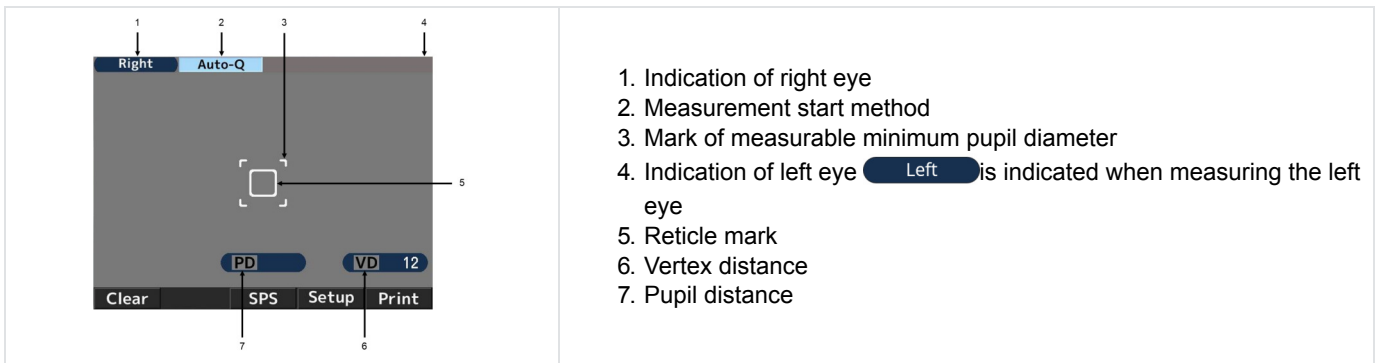 1 2 3 4
Right Auto-Q
5
PD VD 12
Clear SPS Setup Print
7 6
1. Indication of right eye
2. Measurement start method
3. Mark of measurable minimum pupil diameter
4. Indication of left eye Left is indicated when measuring the left
eye
5. Reticle mark
6. Vertex distance
7. Pupil distance